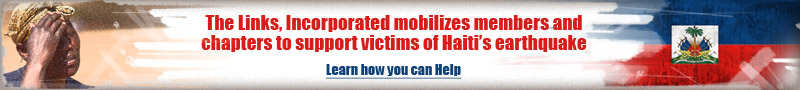 The Links, Incorporated mobilizes members and
chapters to support victims of Haiti's earthquake
Learn how you can Help